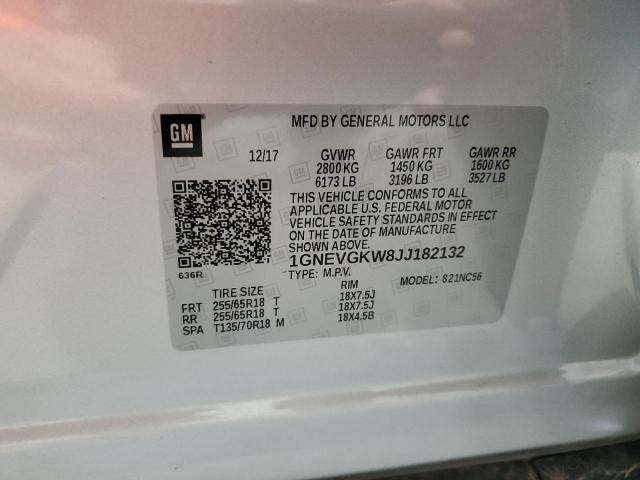 GM
MFD BY GENERAL MOTORS LLC
12/17 GVWR GAWR FRT GAWR RR
2800 KG 1450 KG 1600 KG
6173 LB 3196 LB 3527 LB
THIS VEHICLE CONFORMS TO ALL
APPLICABLE U.S. FEDERAL MOTOR
VEHICLE SAFETY STANDARDS IN EFFECT
ON THE DATE OF MANUFACTURE
SHOWN ABOVE.
636R
1GNEVGKW8JJ182132
TYPE: M.P.V. MODEL: 821NC56
TIRE SIZE RIM
FRT 255/65R18 T 18X7.5J
RR 255/65R18 T 18X7.5J
SPA T135/70R18 M 18X4.5B